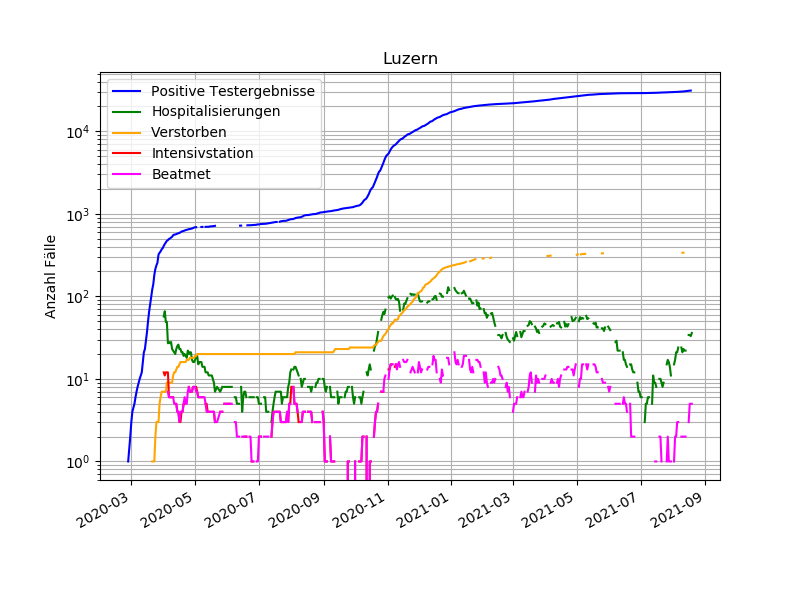 Luzern
Anzahl Fälle
Positive Testergebnisse
Hospitalisierungen
Verstorben
Intensivstation
Beatmet
10^4
10^3
10^2
10^1
10^0
2020-03
2020-05
2020-07
2020-09
2020-11
2021-01
2021-03
2021-05
2021-07
2021-09